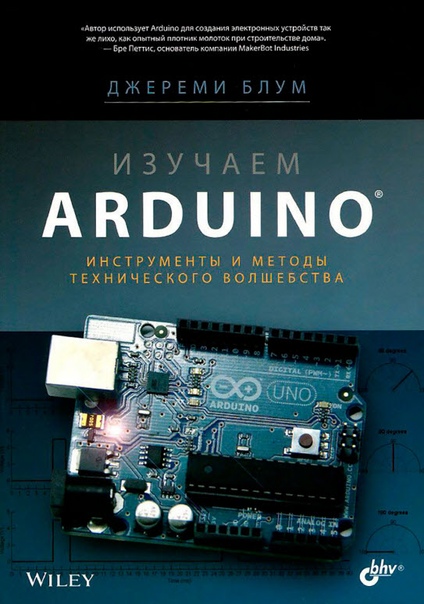 «Автор использует Arduino для создания электронных устройств так
же лихо, как опытный плотник молоток при строительстве дома»,
— Бре Петтис, основатель компании MakerBot Industries
ДЖЕРЕМИ БЛУМ
ИЗУЧАЕМ
ARDUINO®
ИНСТРУМЕНТЫ И МЕТОДЫ
ТЕХНИЧЕСКОГО ВОЛШЕБСТВА
DIGITAL (PWM~)
ARDUINO
UNO
ON
POWER
ANALOG IN
WILEY
bhv®